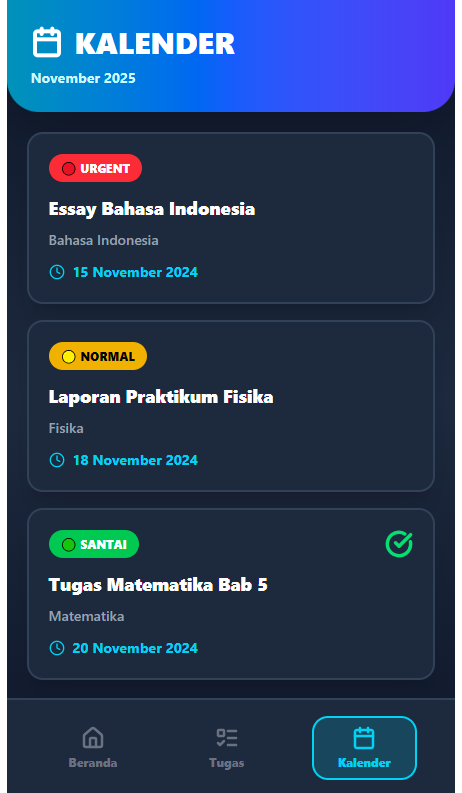 KALENDER
November 2025
URGENT
Essay Bahasa Indonesia
Bahasa Indonesia
15 November 2024
NORMAL
Laporan Praktikum Fisika
Fisika
18 November 2024
SANTAI
Tugas Matematika Bab 5
Matematika
20 November 2024
Beranda
Tugas
Kalender